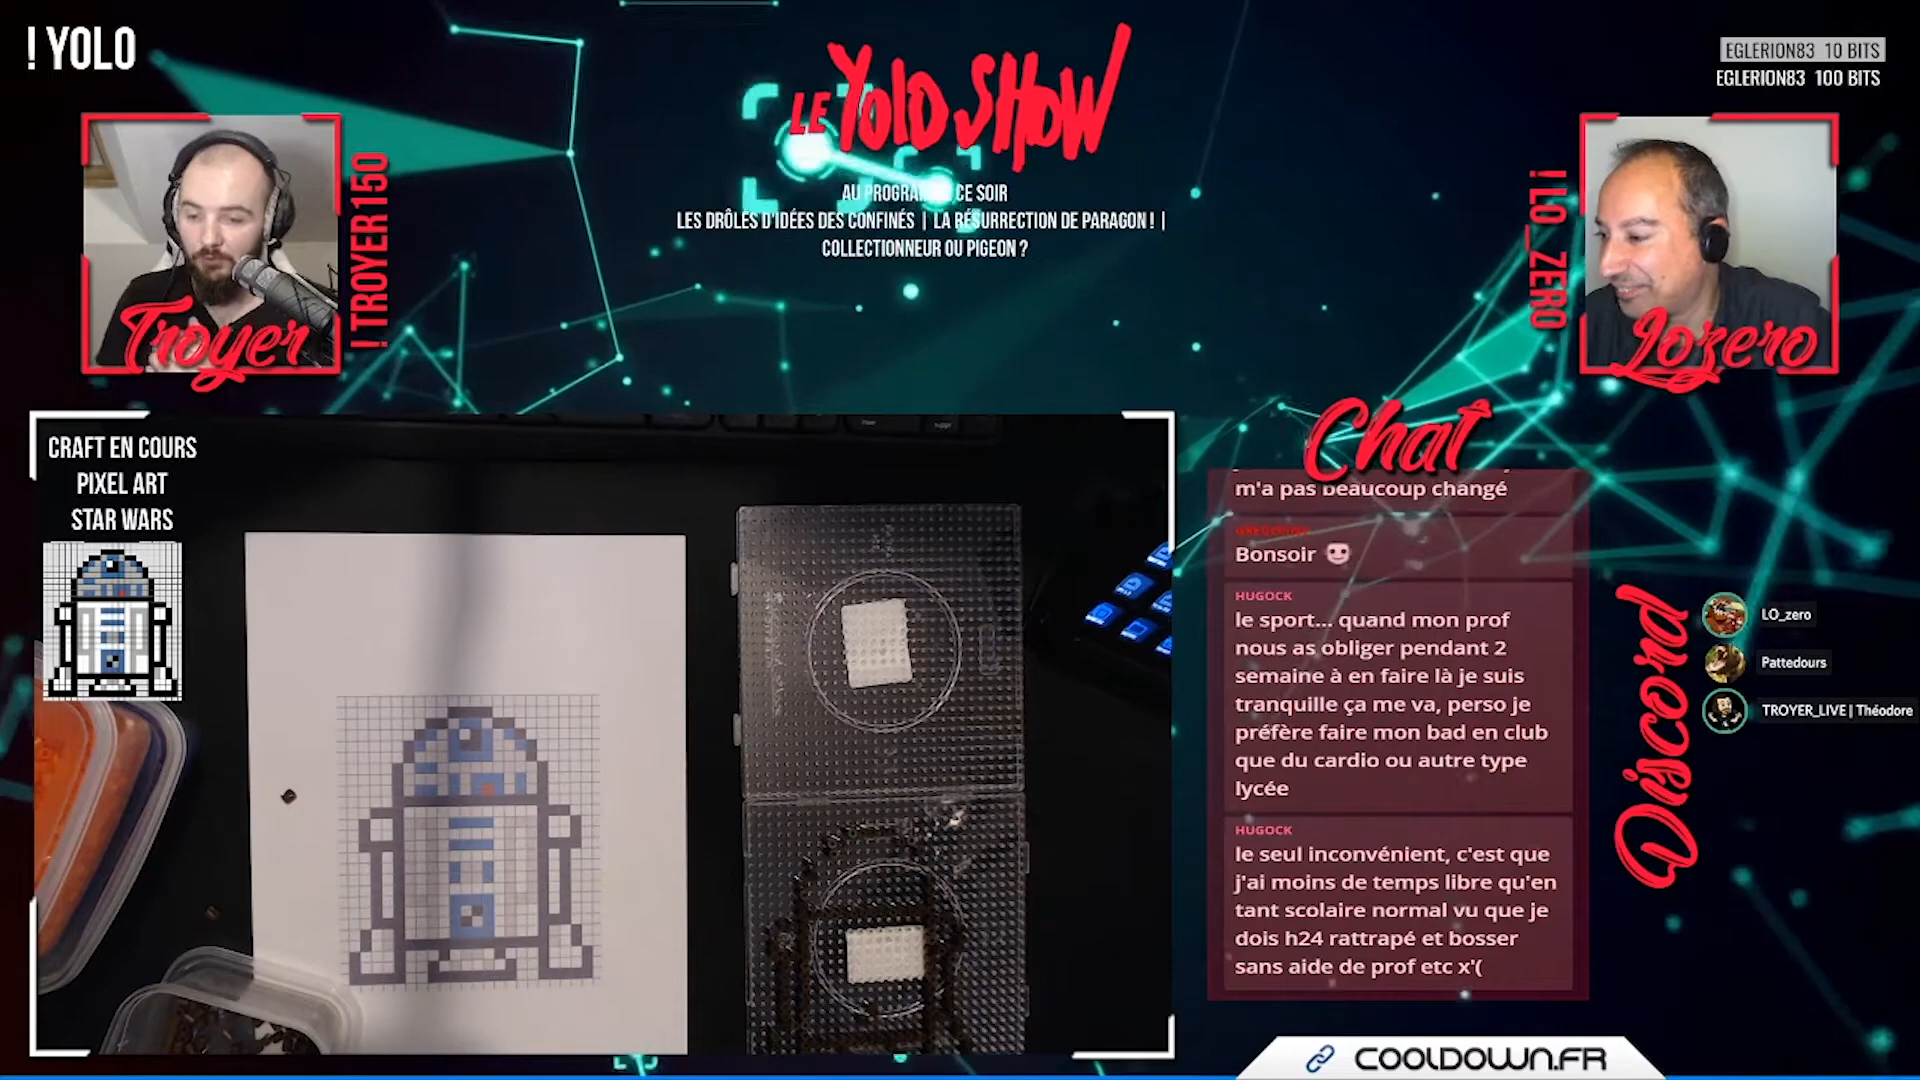 ! YOLO
EGLERION83 10 BITS
EGLERION83 100 BITS
LE YOLO SHOW
AU PROGRAMME CE SOIR
LES DRÔLES D'IDÉES DES CONFINÉS | LA RÉSURRECTION DE PARAGON ! |
COLLECTIONNEUR OU PIGEON ?
Troyer
! TROYER150
! LO_ZERO
Lozero
CRAFT EN COURS
PIXEL ART
STAR WARS
Chat
m'a pas beaucoup changé
Bonsoir
HUGOCK
le sport... quand mon prof
nous as obliger pendant 2
semaine à en faire là je suis
tranquille ça me va, perso je
préfère faire mon bad en club
que du cardio ou autre type
lycée
HUGOCK
le seul inconvénient, c'est que
j'ai moins de temps libre qu'en
tant scolaire normal vu que je
dois h24 rattrapé et bosser
sans aide de prof etc x'(
Discord
LO_zero
Pattedours
TROYER_LIVE | Théodore
COOLDOWN.FR